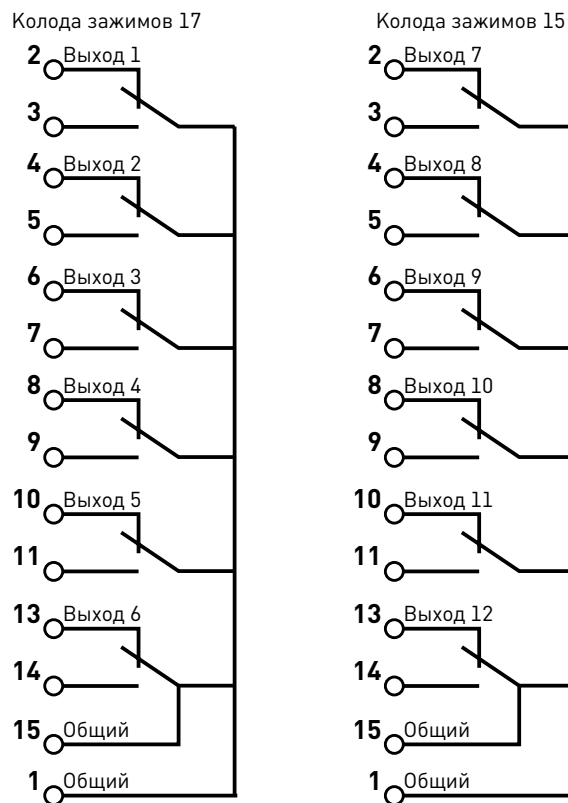 Колода зажимов 17
2 Выход 1
3
4 Выход 2
5
6 Выход 3
7
8 Выход 4
9
10 Выход 5
11
13 Выход 6
14
15 Общий
1 Общий
Колода зажимов 15
2 Выход 7
3
4 Выход 8
5
6 Выход 9
7
8 Выход 10
9
10 Выход 11
11
13 Выход 12
14
15 Общий
1 Общий